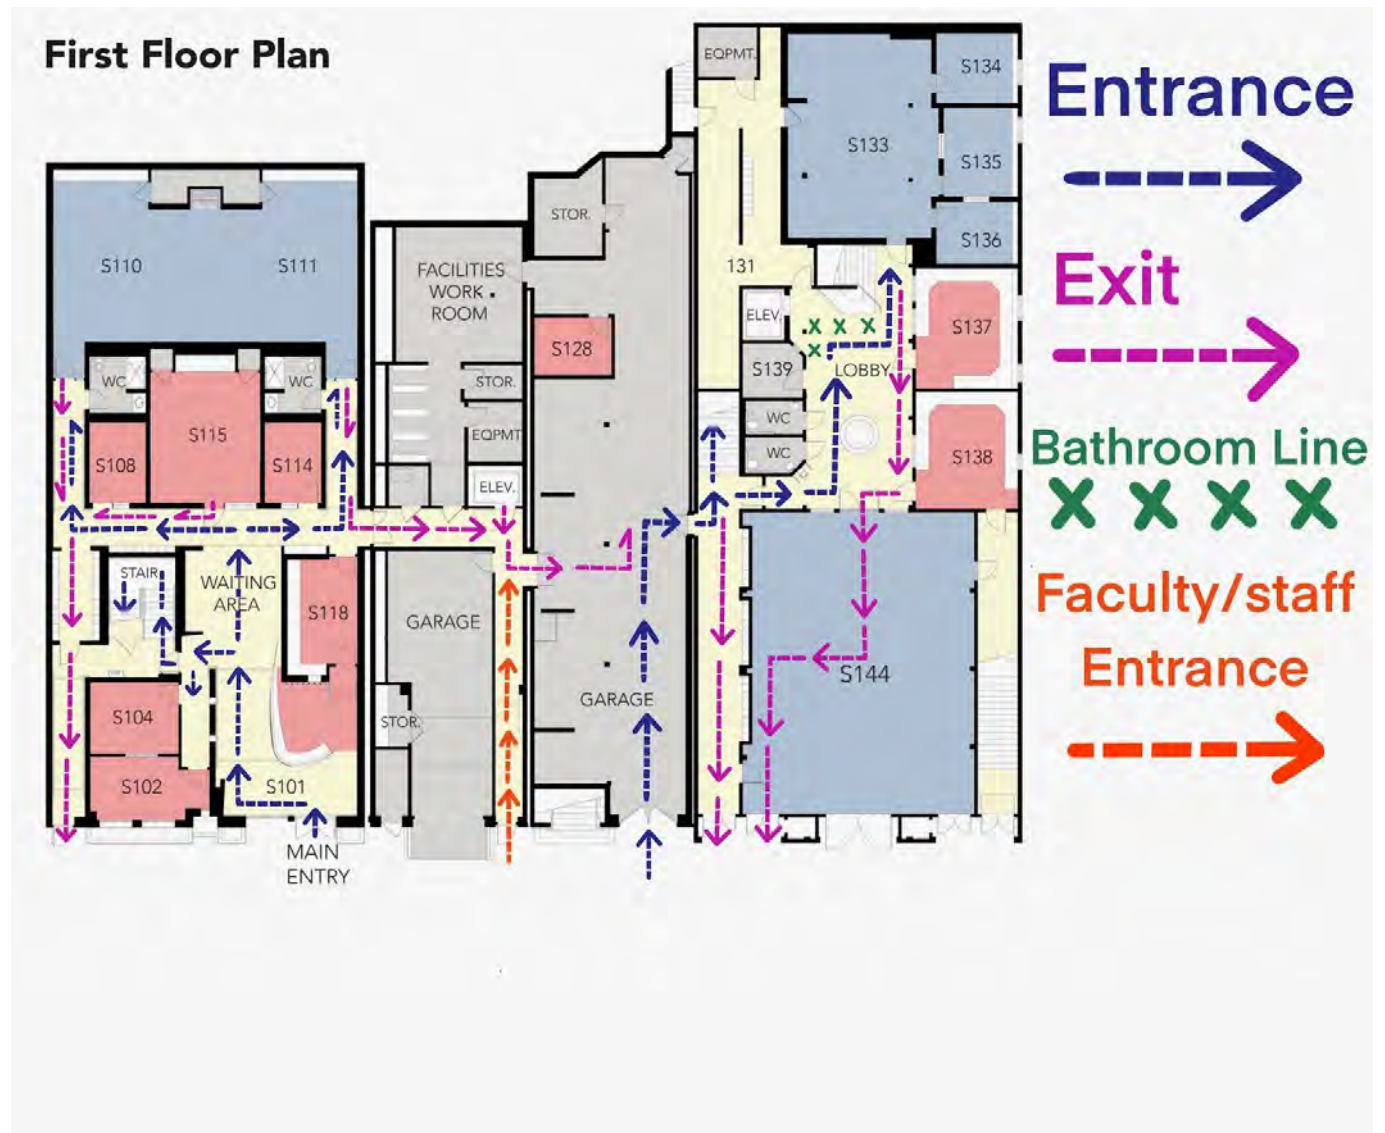 First Floor Plan
EQPMT.
S134
S133
S135
S136
131
STOR.
FACILITIES
WORK
ROOM
S110
S111
ELEV.
S137
S128
S139
LOBBY
WC
WC
STOR.
S115
WC
EQPMT
S108
S114
WC
S138
ELEV.
STAIR
WAITING
AREA
S118
GARAGE
S144
GARAGE
S104
STOR.
S102
S101
MAIN
ENTRY
Entrance
Exit
Bathroom Line
X X X X
Faculty/staff
Entrance